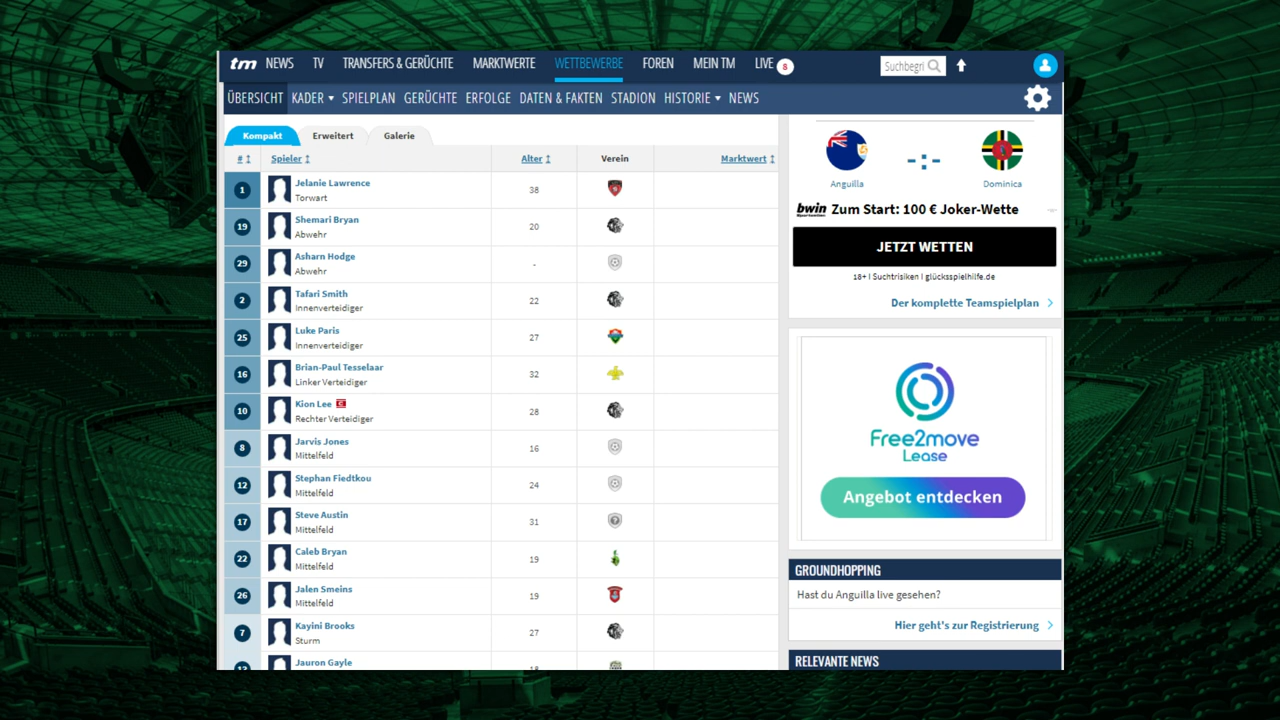 tm NEWS TV TRANSFERS & GERÜCHTE MARKTWERTE WETTBEWERBE FOREN MEIN TM LIVE 8 Suchbegri
ÜBERSICHT KADER SPIELPLAN GERÜCHTE ERFOLGE DATEN & FAKTEN STADION HISTORIE NEWS
Kompakt Erweitert Galerie
# Spieler Alter Verein Marktwert
1 Jelanie Lawrence 38
Torwart
19 Shemari Bryan 20
Abwehr
29 Asharn Hodge -
Abwehr
2 Tafari Smith 22
Innenverteidiger
25 Luke Paris 27
Innenverteidiger
16 Brian-Paul Tesselaar 32
Linker Verteidiger
10 Kion Lee C 28
Rechter Verteidiger
8 Jarvis Jones 16
Mittelfeld
12 Stephan Fiedtkou 24
Mittelfeld
17 Steve Austin 31
Mittelfeld
22 Caleb Bryan 19
Mittelfeld
26 Jalen Smeins 19
Mittelfeld
7 Kayini Brooks 27
Sturm
13 Jauron Gayle 18
-:-
Anguilla Dominica
bwin Zum Start: 100 € Joker-Wette
JETZT WETTEN
18+ | Suchtrisiken | glücksspielhilfe.de
Der komplette Teamspielplan
Free2move
Lease
Angebot entdecken
GROUNDHOPPING
Hast du Anguilla live gesehen?
Hier geht's zur Registrierung
RELEVANTE NEWS